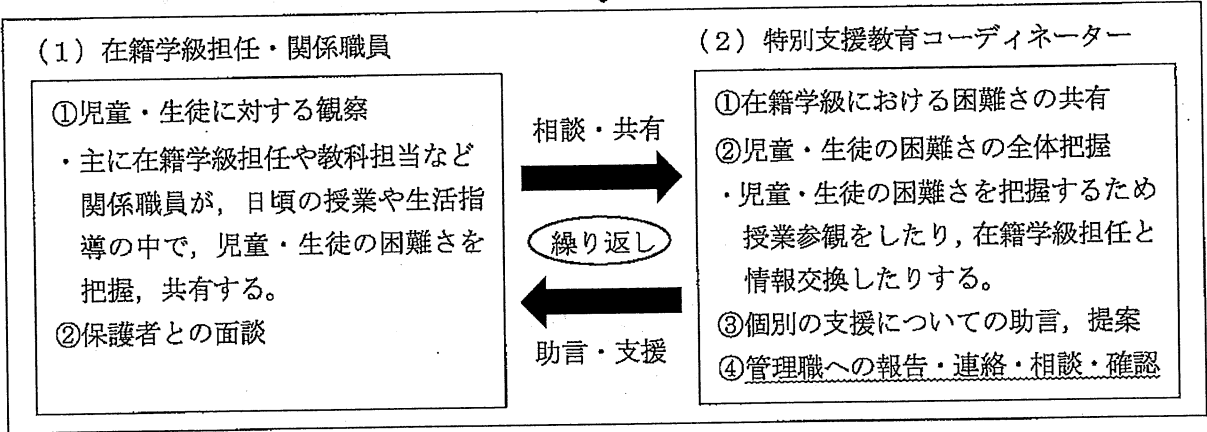 (1) 在籍学級担任・関係職員
①児童・生徒に対する観察
・主に在籍学級担任や教科担当など
関係職員が，日頃の授業や生活指
導の中で，児童・生徒の困難さを
把握，共有する。
②保護者との面談
相談・共有
繰り返し
助言・支援
(2) 特別支援教育コーディネーター
①在籍学級における困難さの共有
②児童・生徒の困難さの全体把握
・児童・生徒の困難さを把握するため
授業参観をしたり，在籍学級担任と
情報交換したりする。
③個別の支援についての助言，提案
④管理職への報告・連絡・相談・確認